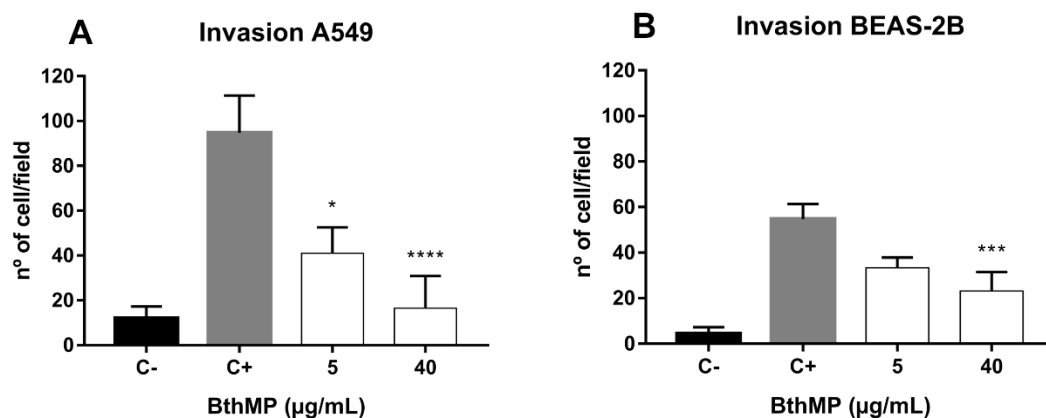 A
Invasion A549
nº of cell/field
120
100
80
60
40
20
0
*
****
C- C+ 5 40
BthMP (µg/mL)
B
Invasion BEAS-2B
nº of cell/field
120
100
80
60
40
20
0
***
C- C+ 5 40
BthMP (µg/mL)